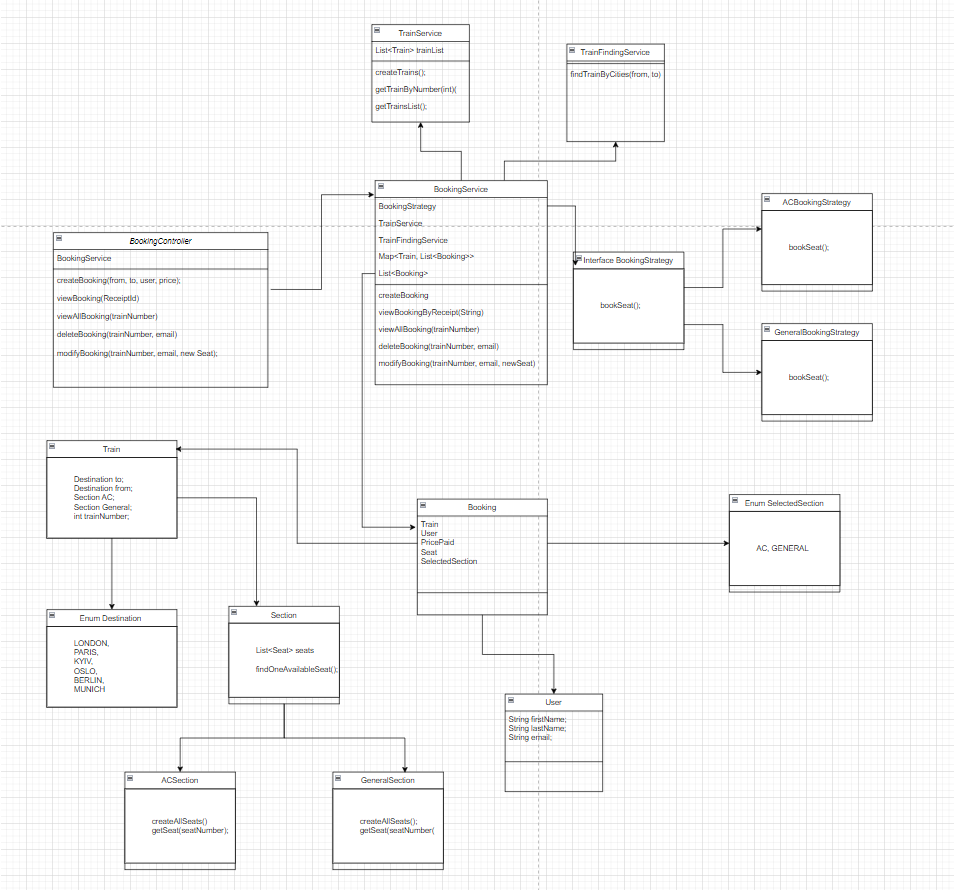 TrainService
List<Train> trainList
createTrains();
getTrainByNumber(int)(
getTrainsList();
TrainFindingService
findTrainByCities(from, to)
BookingService
BookingStrategy
TrainService
TrainFindingService
Map<Train, List<Booking>>
List<Booking>
createBooking
viewBookingByReceipt(String)
viewAllBooking(trainNumber)
deleteBooking(trainNumber, email)
modifyBooking(trainNumber, email, newSeat)
BookingController
BookingService
createBooking(from, to, user, price);
viewBooking(ReceiptId)
viewAllBooking(trainNumber)
deleteBooking(trainNumber, email)
modifyBooking(trainNumber, email, new Seat);
Interface BookingStrategy
bookSeat();
ACBookingStrategy
bookSeat();
GeneralBookingStrategy
bookSeat();
Train
Destination to;
Destination from;
Section AC;
Section General;
int trainNumber;
Booking
Train
User
PricePaid
Seat
SelectedSection
Enum SelectedSection
AC, GENERAL
Enum Destination
LONDON,
PARIS,
KYIV,
OSLO,
BERLIN,
MUNICH
Section
List<Seat> seats
findOneAvailableSeat();
User
String firstName;
String lastName;
String email;
ACSection
createAllSeats()
getSeat(seatNumber);
GeneralSection
createAllSeats();
getSeat(seatNumber(